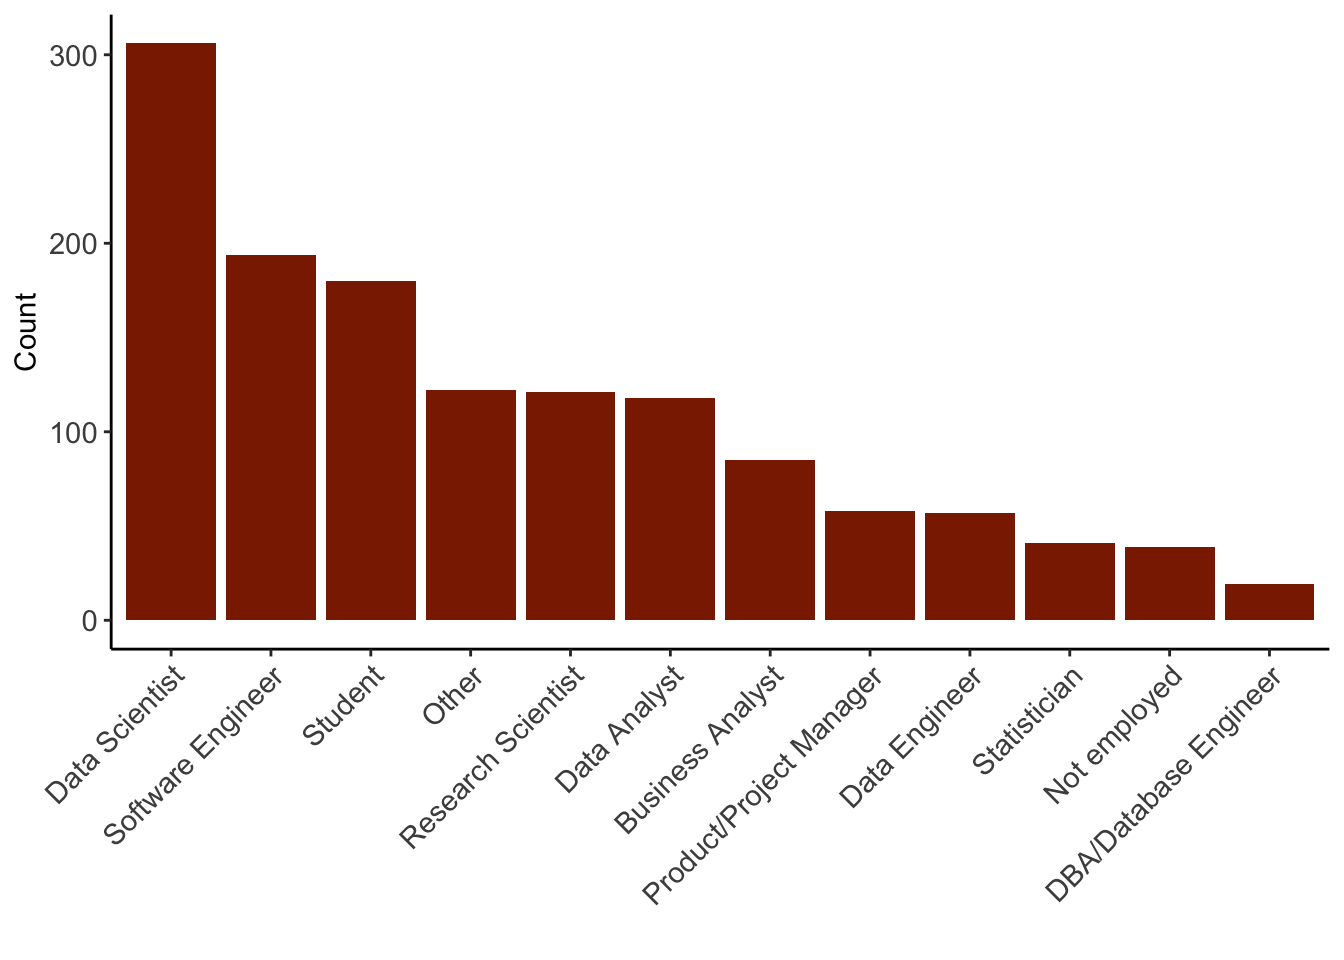 300
200
100
0
Count
Data Scientist
Software Engineer
Student
Other
Research Scientist
Data Analyst
Business Analyst
Product/Project Manager
Data Engineer
Statistician
Not employed
DBA/Database Engineer